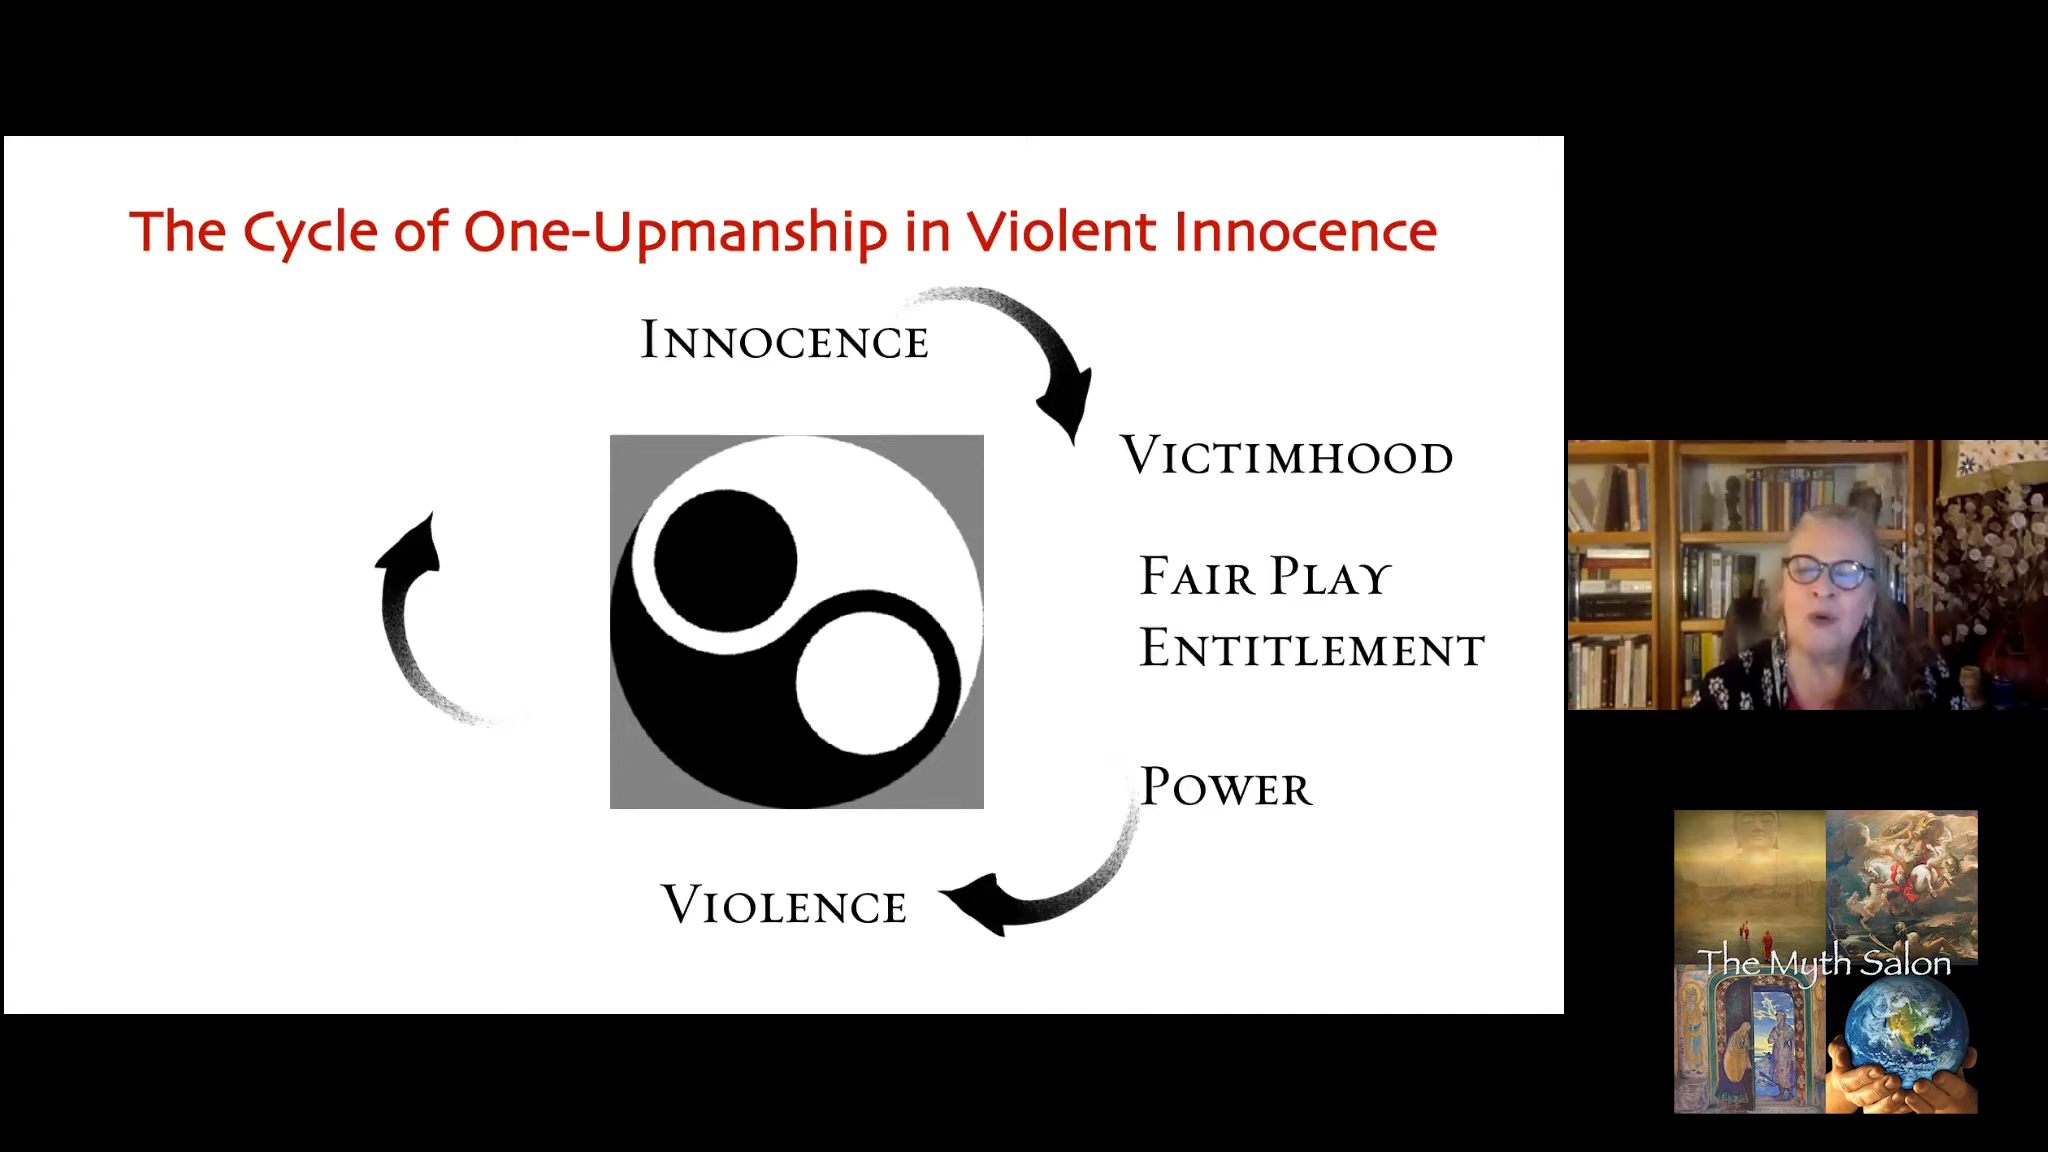 The Cycle of One-Upmanship in Violent Innocence
INNOCENCE
VICTIMHOOD
FAIR PLAY
ENTITLEMENT
POWER
VIOLENCE
The Myth Salon